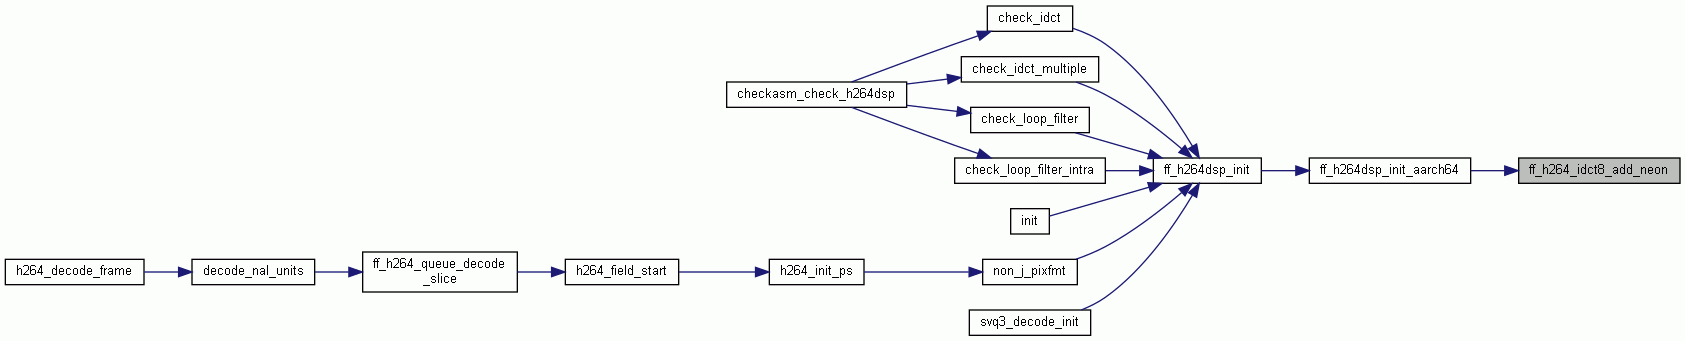 check_idct
check_idct_multiple
checkasm_check_h264dsp
check_loop_filter
check_loop_filter_intra
ff_h264dsp_init
ff_h264dsp_init_aarch64
ff_h264_idct8_add_neon
init
h264_decode_frame
decode_nal_units
ff_h264_queue_decode
_slice
h264_field_start
h264_init_ps
non_j_pixfmt
svq3_decode_init